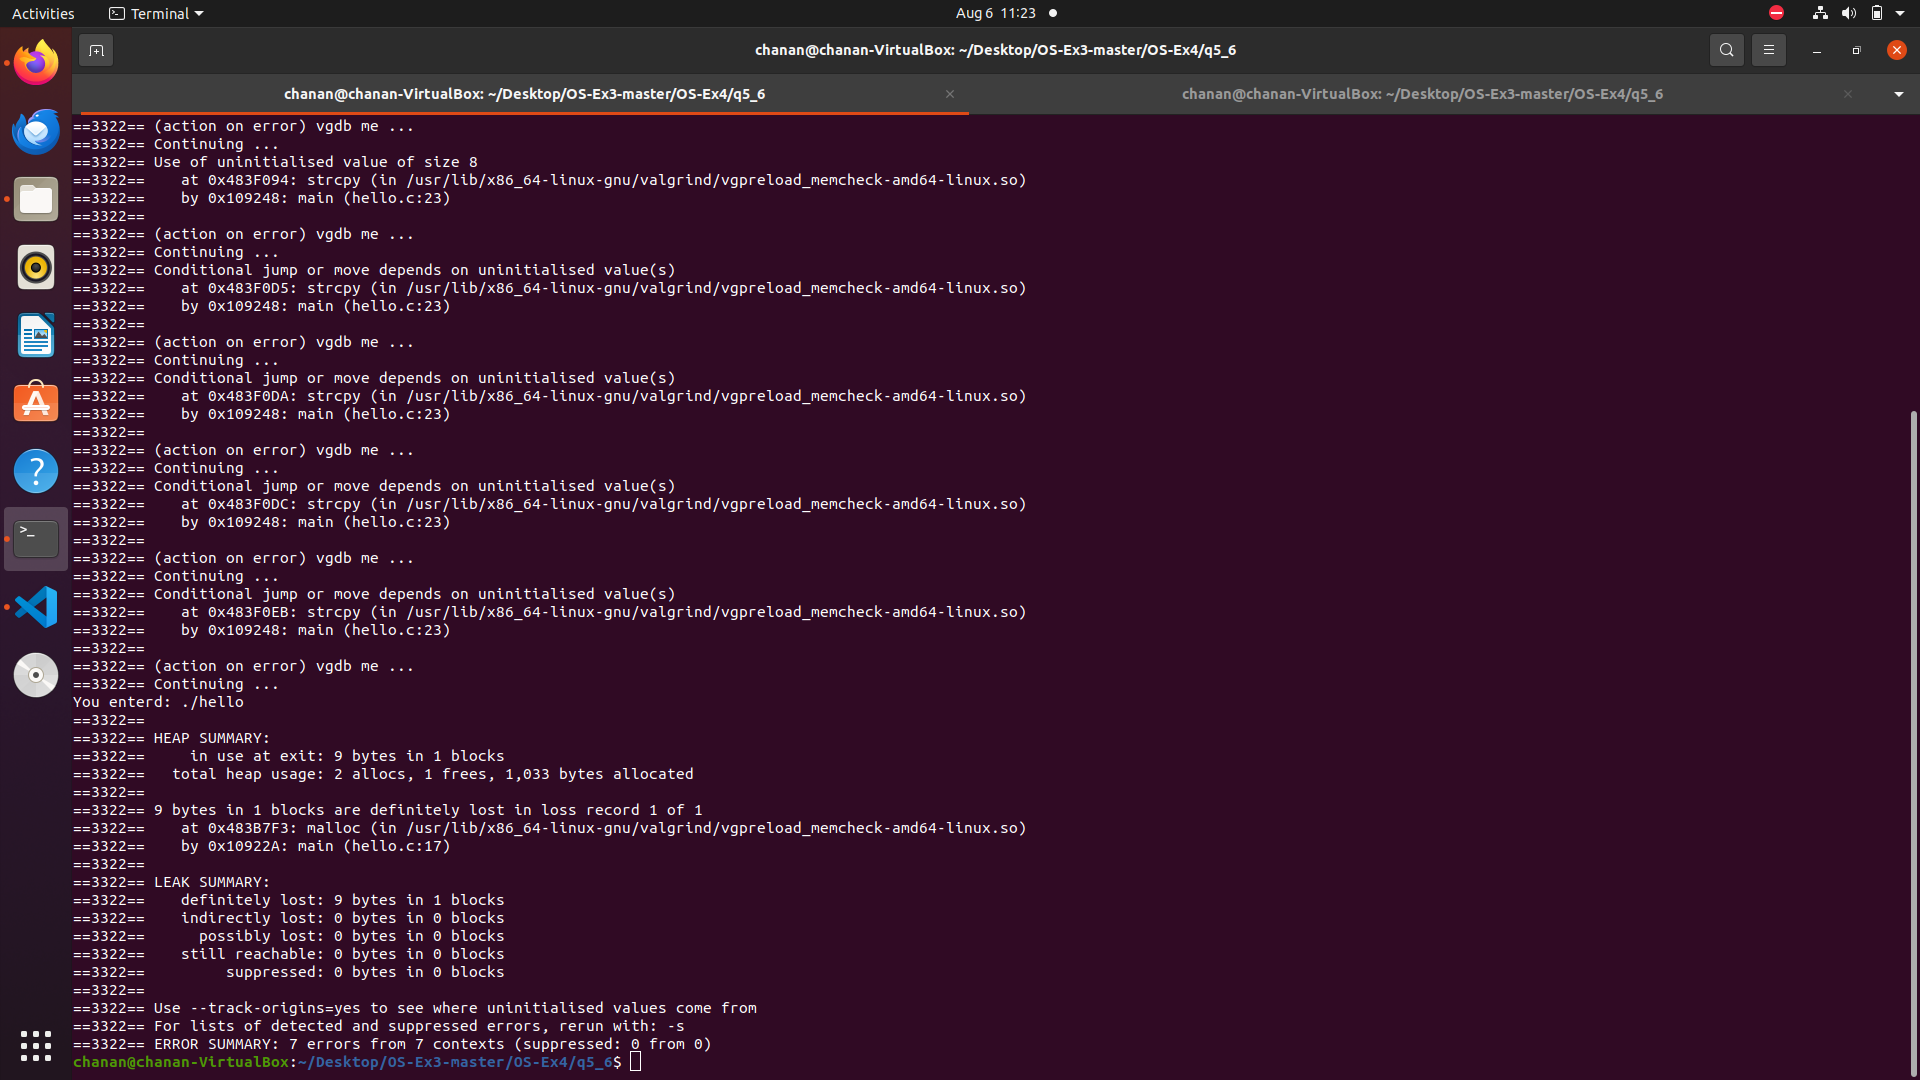 Activities
Terminal
Aug 6 11:23
chanan@chanan-VirtualBox: ~/Desktop/OS-Ex3-master/OS-Ex4/q5_6
chanan@chanan-VirtualBox: ~/Desktop/OS-Ex3-master/OS-Ex4/q5_6
chanan@chanan-VirtualBox: ~/Desktop/OS-Ex3-master/OS-Ex4/q5_6
==3322== (action on error) vgdb me ...
==3322== Continuing ...
==3322== Use of uninitialised value of size 8
==3322==    at 0x483F094: strcpy (in /usr/lib/x86_64-linux-gnu/valgrind/vgpreload_memcheck-amd64-linux.so)
==3322==    by 0x109248: main (hello.c:23)
==3322==
==3322== (action on error) vgdb me ...
==3322== Continuing ...
==3322== Conditional jump or move depends on uninitialised value(s)
==3322==    at 0x483F0D5: strcpy (in /usr/lib/x86_64-linux-gnu/valgrind/vgpreload_memcheck-amd64-linux.so)
==3322==    by 0x109248: main (hello.c:23)
==3322==
==3322== (action on error) vgdb me ...
==3322== Continuing ...
==3322== Conditional jump or move depends on uninitialised value(s)
==3322==    at 0x483F0DA: strcpy (in /usr/lib/x86_64-linux-gnu/valgrind/vgpreload_memcheck-amd64-linux.so)
==3322==    by 0x109248: main (hello.c:23)
==3322==
==3322== (action on error) vgdb me ...
==3322== Continuing ...
==3322== Conditional jump or move depends on uninitialised value(s)
==3322==    at 0x483F0DC: strcpy (in /usr/lib/x86_64-linux-gnu/valgrind/vgpreload_memcheck-amd64-linux.so)
==3322==    by 0x109248: main (hello.c:23)
==3322==
==3322== (action on error) vgdb me ...
==3322== Continuing ...
==3322== Conditional jump or move depends on uninitialised value(s)
==3322==    at 0x483F0EB: strcpy (in /usr/lib/x86_64-linux-gnu/valgrind/vgpreload_memcheck-amd64-linux.so)
==3322==    by 0x109248: main (hello.c:23)
==3322==
==3322== (action on error) vgdb me ...
==3322== Continuing ...
You enterd: ./hello
==3322==
==3322== HEAP SUMMARY:
==3322==     in use at exit: 9 bytes in 1 blocks
==3322==   total heap usage: 2 allocs, 1 frees, 1,033 bytes allocated
==3322==
==3322== 9 bytes in 1 blocks are definitely lost in loss record 1 of 1
==3322==    at 0x483B7F3: malloc (in /usr/lib/x86_64-linux-gnu/valgrind/vgpreload_memcheck-amd64-linux.so)
==3322==    by 0x10922A: main (hello.c:17)
==3322==
==3322== LEAK SUMMARY:
==3322==    definitely lost: 9 bytes in 1 blocks
==3322==    indirectly lost: 0 bytes in 0 blocks
==3322==      possibly lost: 0 bytes in 0 blocks
==3322==    still reachable: 0 bytes in 0 blocks
==3322==         suppressed: 0 bytes in 0 blocks
==3322==
==3322== Use --track-origins=yes to see where uninitialised values come from
==3322== For lists of detected and suppressed errors, rerun with: -s
==3322== ERROR SUMMARY: 7 errors from 7 contexts (suppressed: 0 from 0)
chanan@chanan-VirtualBox:~/Desktop/OS-Ex3-master/OS-Ex4/q5_6$